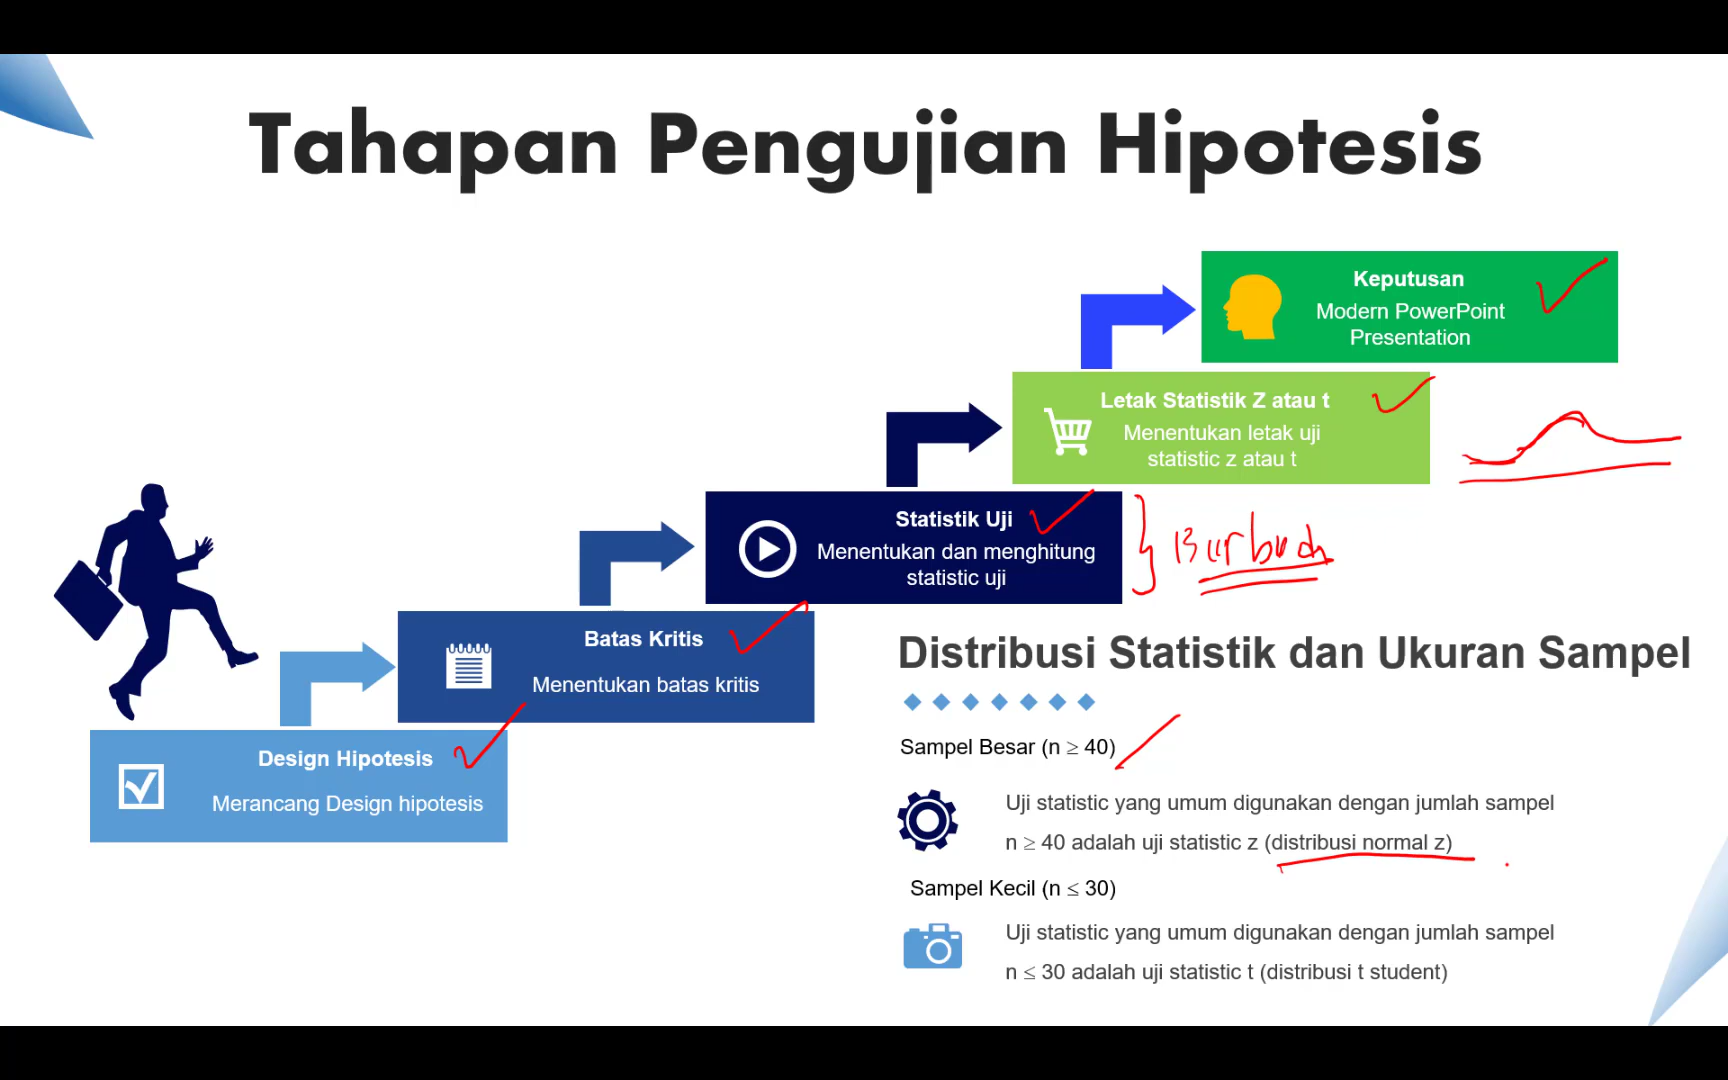 Tahapan Pengujian Hipotesis
Keputusan
Modern PowerPoint
Presentation
Letak Statistik Z atau t
Menentukan letak uji
statistic z atau t
Statistik Uji
Menentukan dan menghitung
statistic uji
Batas Kritis
Menentukan batas kritis
Design Hipotesis
Merancang Design hipotesis
Distribusi Statistik dan Ukuran Sampel
Sampel Besar (n ≥ 40)
Uji statistic yang umum digunakan dengan jumlah sampel
n ≥ 40 adalah uji statistic z (distribusi normal z)
Sampel Kecil (n ≤ 30)
Uji statistic yang umum digunakan dengan jumlah sampel
n ≤ 30 adalah uji statistic t (distribusi t student)